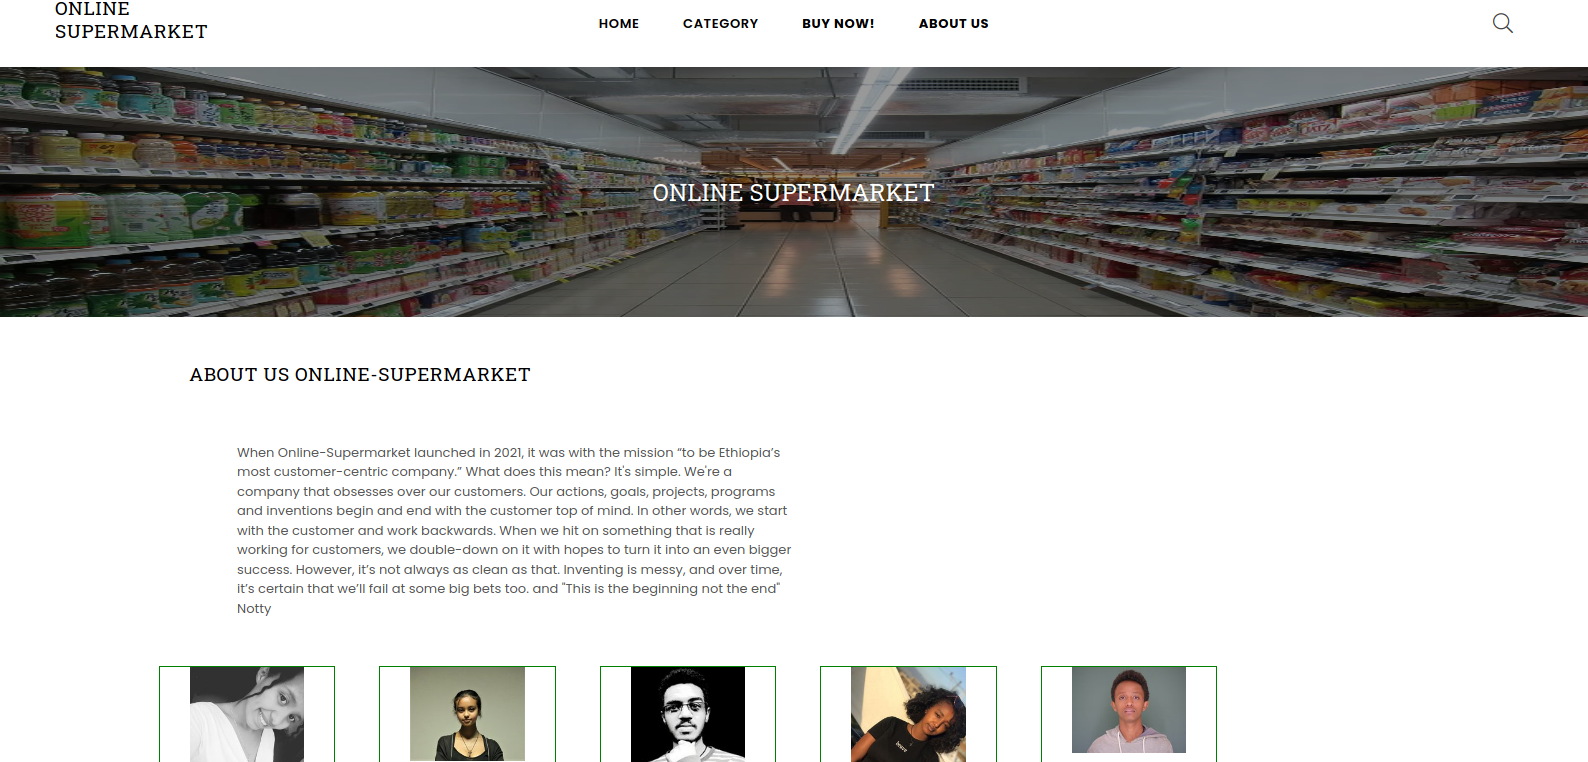 ONLINE
SUPERMARKET
HOME
CATEGORY
BUY NOW!
ABOUT US
ONLINE SUPERMARKET
ABOUT US ONLINE-SUPERMARKET
When Online-Supermarket launched in 2021, it was with the mission “to be Ethiopia’s
most customer-centric company.” What does this mean? It's simple. We're a
company that obsesses over our customers. Our actions, goals, projects, programs
and inventions begin and end with the customer top of mind. In other words, we start
with the customer and work backwards. When we hit on something that is really
working for customers, we double-down on it with hopes to turn it into an even bigger
success. However, it’s not always as clean as that. Inventing is messy, and over time,
it’s certain that we’ll fail at some big bets too. and "This is the beginning not the end"
Notty